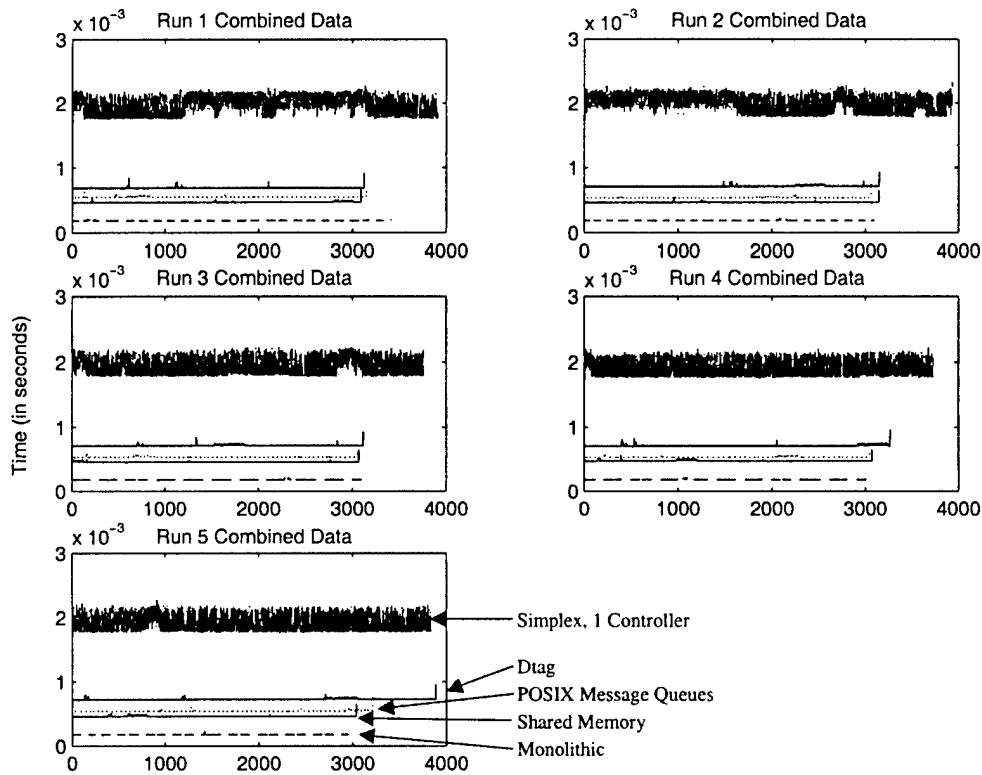 Run 1 Combined Data
x 10⁻³
3
2
1
0
0 1000 2000 3000 4000
Run 2 Combined Data
x 10⁻³
3
2
1
0
0 1000 2000 3000 4000
Run 3 Combined Data
x 10⁻³
3
2
1
0
0 1000 2000 3000 4000
Time (in seconds)
Run 4 Combined Data
x 10⁻³
3
2
1
0
0 1000 2000 3000 4000
Run 5 Combined Data
x 10⁻³
3
2
1
0
0 1000 2000 3000 4000
Simplex, 1 Controller
Dtag
POSIX Message Queues
Shared Memory
Monolithic